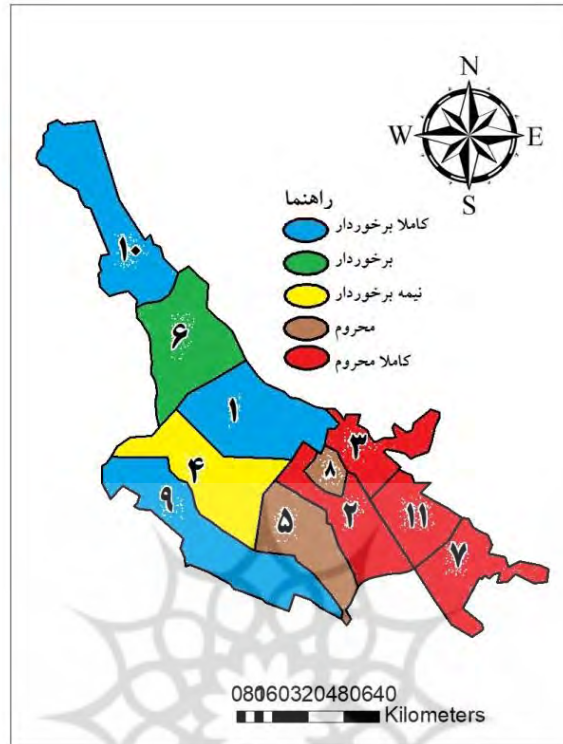 N
W E
S
راهنما
کاملا برخوردار
برخوردار
نیمه برخوردار
محروم
کاملا محروم
۱۰
۶
۱
۳
۴
۸
۹
۵
۲
۱۱
۷
080160320480640
Kilometers